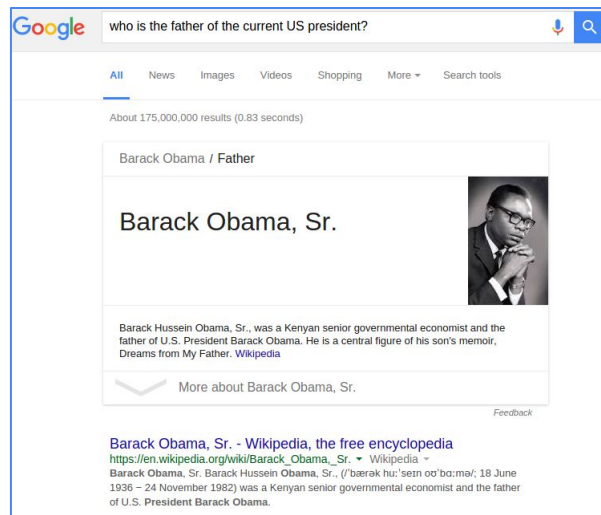 Google who is the father of the current US president?
All News Images Videos Shopping More Search tools
About 175,000,000 results (0.83 seconds)
Barack Obama / Father
Barack Obama, Sr.
Barack Hussein Obama, Sr., was a Kenyan senior governmental economist and the
father of U.S. President Barack Obama. He is a central figure of his son's memoir,
Dreams from My Father. Wikipedia
More about Barack Obama, Sr.
Feedback
Barack Obama, Sr. - Wikipedia, the free encyclopedia
https://en.wikipedia.org/wiki/Barack_Obama,_Sr. Wikipedia
Barack Obama, Sr. Barack Hussein Obama, Sr., (/ˈbærək huːˈseɪn oʊˈbɑːmə/; 18 June
1936 – 24 November 1982) was a Kenyan senior governmental economist and the father
of U.S. President Barack Obama.